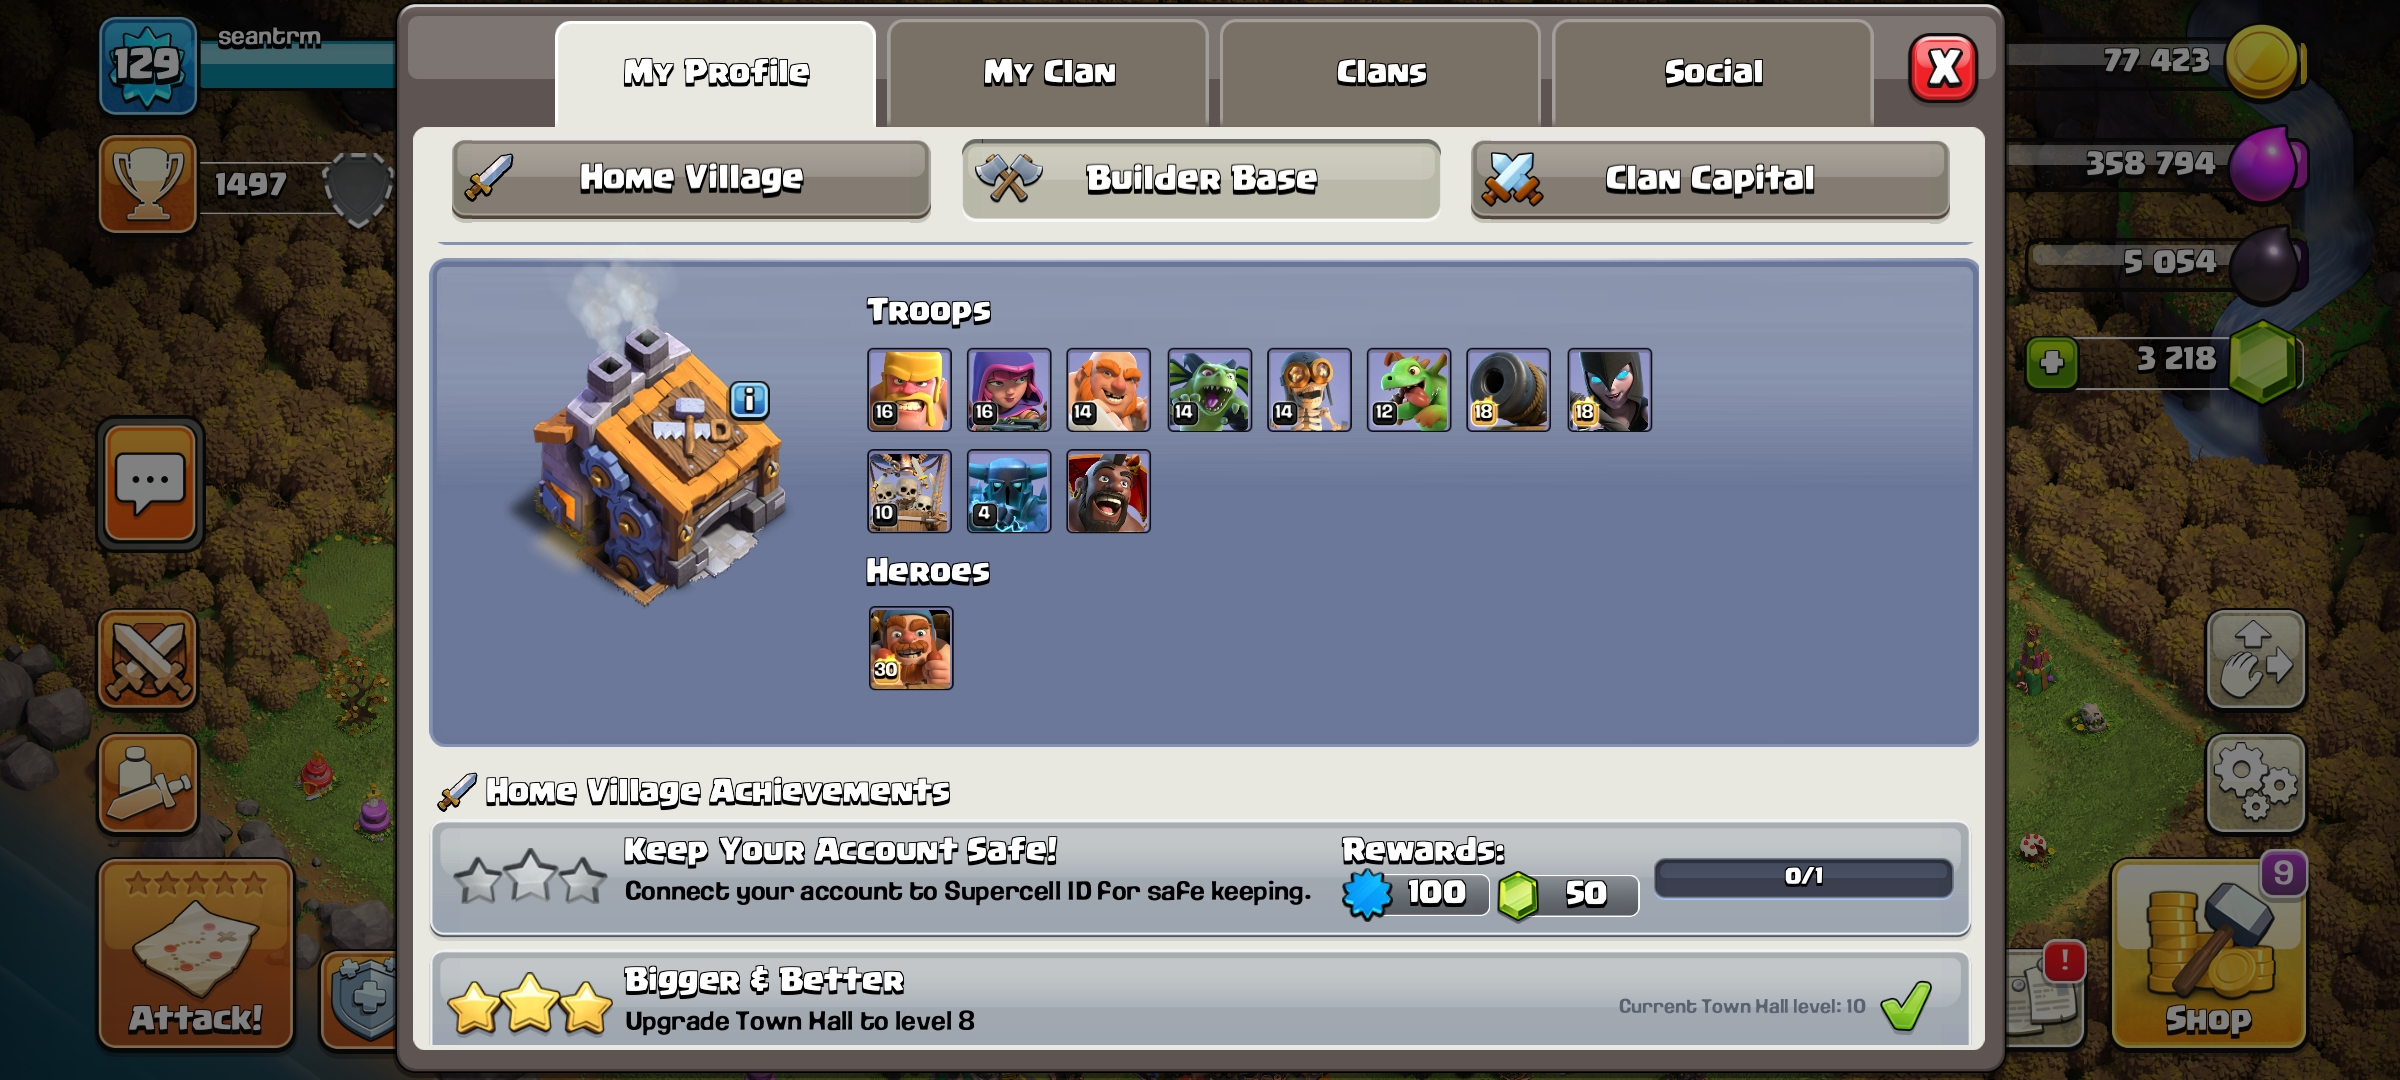 129
seantrm
My Profile
My Clan
Clans
Social
X
77 423
1497
Home Village
Builder Base
Clan Capital
358 794
5 054
3 218
Troops
i
16
16
14
14
14
12
18
18
10
4
Heroes
30
Home Village Achievements
Keep Your Account Safe!
Connect your account to Supercell ID for safe keeping.
Rewards:
100
50
0/1
9
Bigger & Better
Upgrade Town Hall to level 8
Current Town Hall level: 10
!
Attack!
Shop